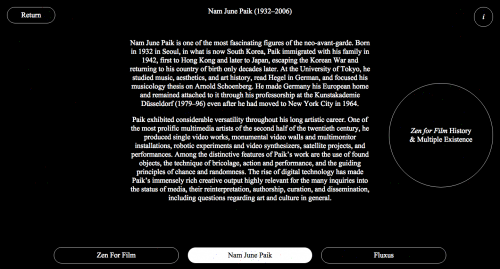 Return
Nam June Paik (1932–2006)
i
Nam June Paik is one of the most fascinating figures of the neo-avant-garde. Born
in 1932 in Seoul, in what is now South Korea, Paik immigrated with his family in
1942, first to Hong Kong and later to Japan, escaping the Korean War and
returning to his country of birth only decades later. At the University of Tokyo, he
studied music, aesthetics, and art history, read Hegel in German, and focused his
musicology thesis on Arnold Schoenberg. He made Germany his European home
and remained attached to it through his professorship at the Kunstakademie
Düsseldorf (1979–96) even after he had moved to New York City in 1964.
Paik exhibited considerable versatility throughout his long artistic career. One of
the most prolific multimedia artists of the second half of the twentieth century, he
produced single video works, monumental video walls and multimonitor
installations, robotic experiments and video synthesizers, satellite projects, and
performances. Among the distinctive features of Paik's work are the use of found
objects, the technique of bricolage, action and performance, and the guiding
principles of chance and randomness. The rise of digital technology has made
Paik's immensely rich creative output highly relevant for the many inquiries into
the status of media, their reinterpretation, authorship, curation, and dissemination,
including questions regarding art and culture in general.
Zen for Film History
& Multiple Existence
Zen For Film
Nam June Paik
Fluxus